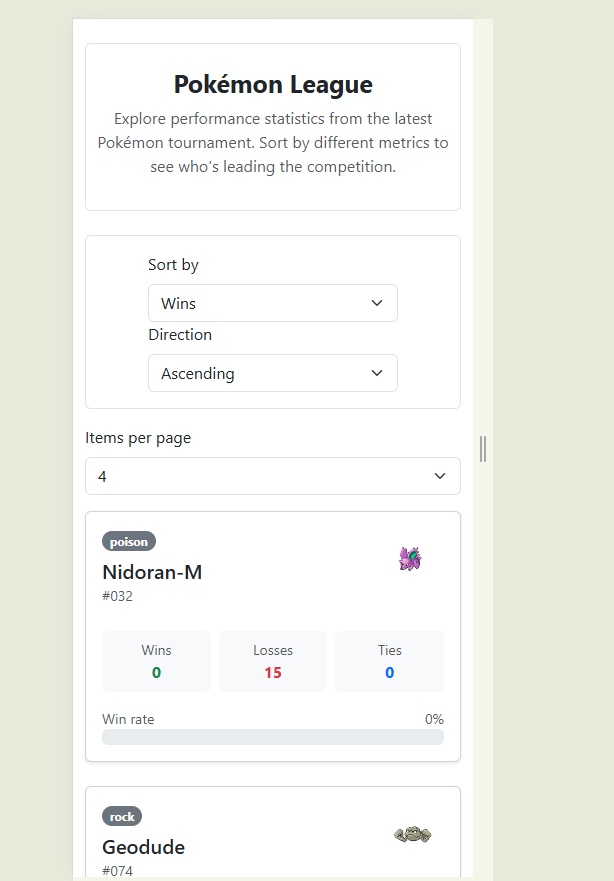 Pokémon League
Explore performance statistics from the latest
Pokémon tournament. Sort by different metrics to
see who's leading the competition.
Sort by
Wins
Direction
Ascending
Items per page
4
poison
Nidoran-M
#032
Wins Losses Ties
0 15 0
Win rate 0%
rock
Geodude
#074